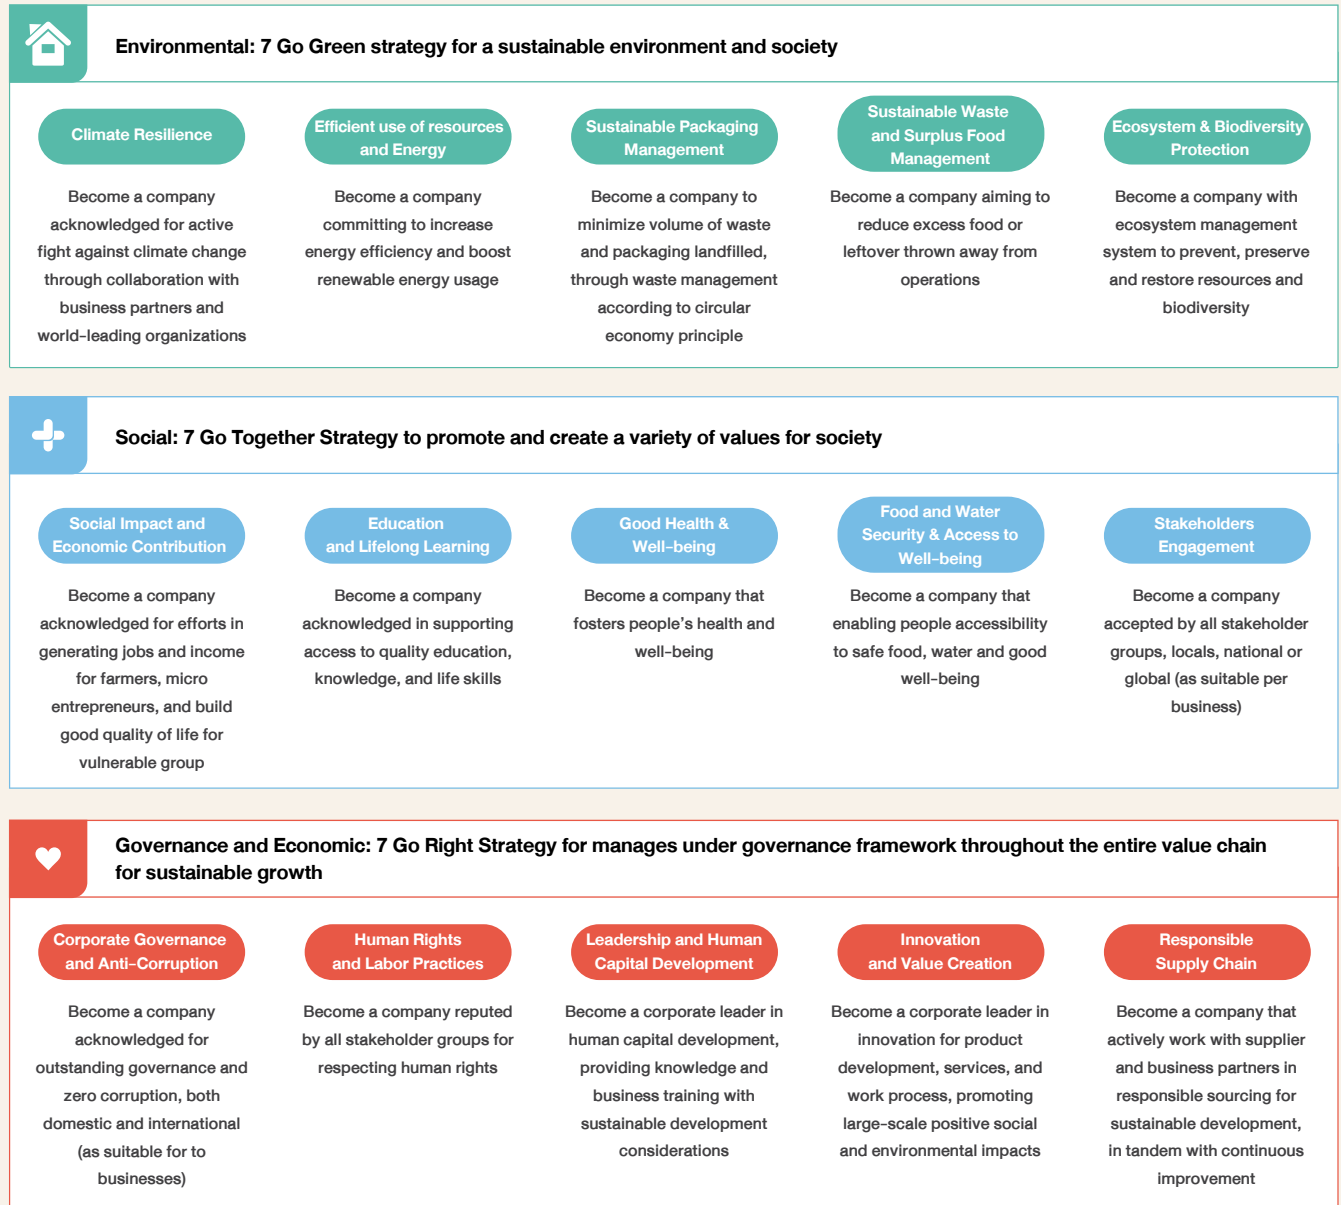 Environmental: 7 Go Green strategy for a sustainable environment and society
Climate Resilience
Become a company
acknowledged for active
fight against climate change
through collaboration with
business partners and
world-leading organizations
Efficient use of resources
and Energy
Become a company
committing to increase
energy efficiency and boost
renewable energy usage
Sustainable Packaging
Management
Become a company to
minimize volume of waste
and packaging landfilled,
through waste management
according to circular
economy principle
Sustainable Waste
and Surplus Food
Management
Become a company aiming to
reduce excess food or
leftover thrown away from
operations
Ecosystem & Biodiversity
Protection
Become a company with
ecosystem management
system to prevent, preserve
and restore resources and
biodiversity
Social: 7 Go Together Strategy to promote and create a variety of values for society
Social Impact and
Economic Contribution
Become a company
acknowledged for efforts in
generating jobs and income
for farmers, micro
entrepreneurs, and build
good quality of life for
vulnerable group
Education
and Lifelong Learning
Become a company
acknowledged in supporting
access to quality education,
knowledge, and life skills
Good Health &
Well-being
Become a company that
fosters people's health and
well-being
Food and Water
Security & Access to
Well-being
Become a company that
enabling people accessibility
to safe food, water and good
well-being
Stakeholders
Engagement
Become a company
accepted by all stakeholder
groups, locals, national or
global (as suitable per
business)
Governance and Economic: 7 Go Right Strategy for manages under governance framework throughout the entire value chain
for sustainable growth
Corporate Governance
and Anti-Corruption
Become a company
acknowledged for
outstanding governance and
zero corruption, both
domestic and international
(as suitable for to
businesses)
Human Rights
and Labor Practices
Become a company reputed
by all stakeholder groups for
respecting human rights
Leadership and Human
Capital Development
Become a corporate leader in
human capital development,
providing knowledge and
business training with
sustainable development
considerations
Innovation
and Value Creation
Become a corporate leader in
innovation for product
development, services, and
work process, promoting
large-scale positive social
and environmental impacts
Responsible
Supply Chain
Become a company that
actively work with supplier
and business partners in
responsible sourcing for
sustainable development,
in tandem with continuous
improvement